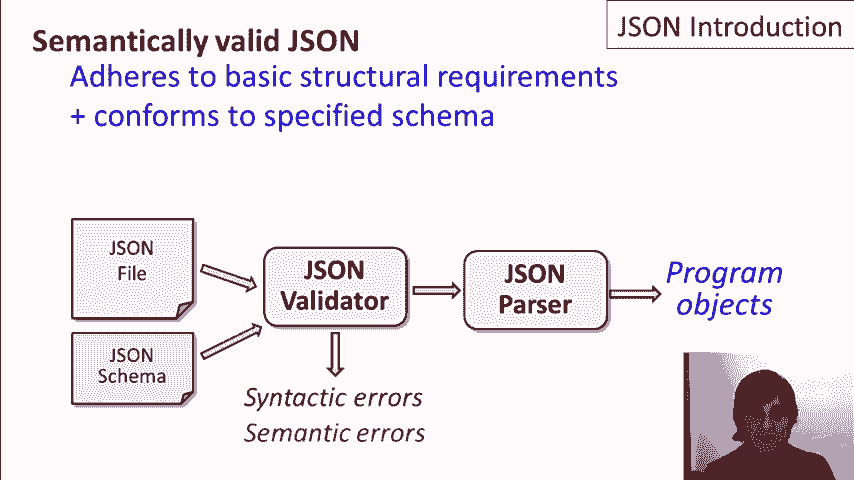 JSON Introduction
Semantically valid JSON
Adheres to basic structural requirements
+ conforms to specified schema
JSON
File
JSON
Schema
JSON
Validator
JSON
Parser
Program
objects
Syntactic errors
Semantic errors